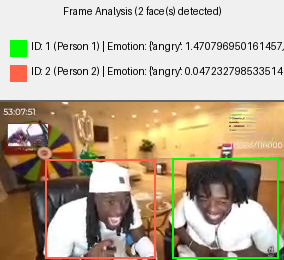 Frame Analysis (2 face(s) detected)
ID: 1 (Person 1) | Emotion: {'angry': 1.470796950161457,
ID: 2 (Person 2) | Emotion: {'angry': 0.047232798533514
53:07:51